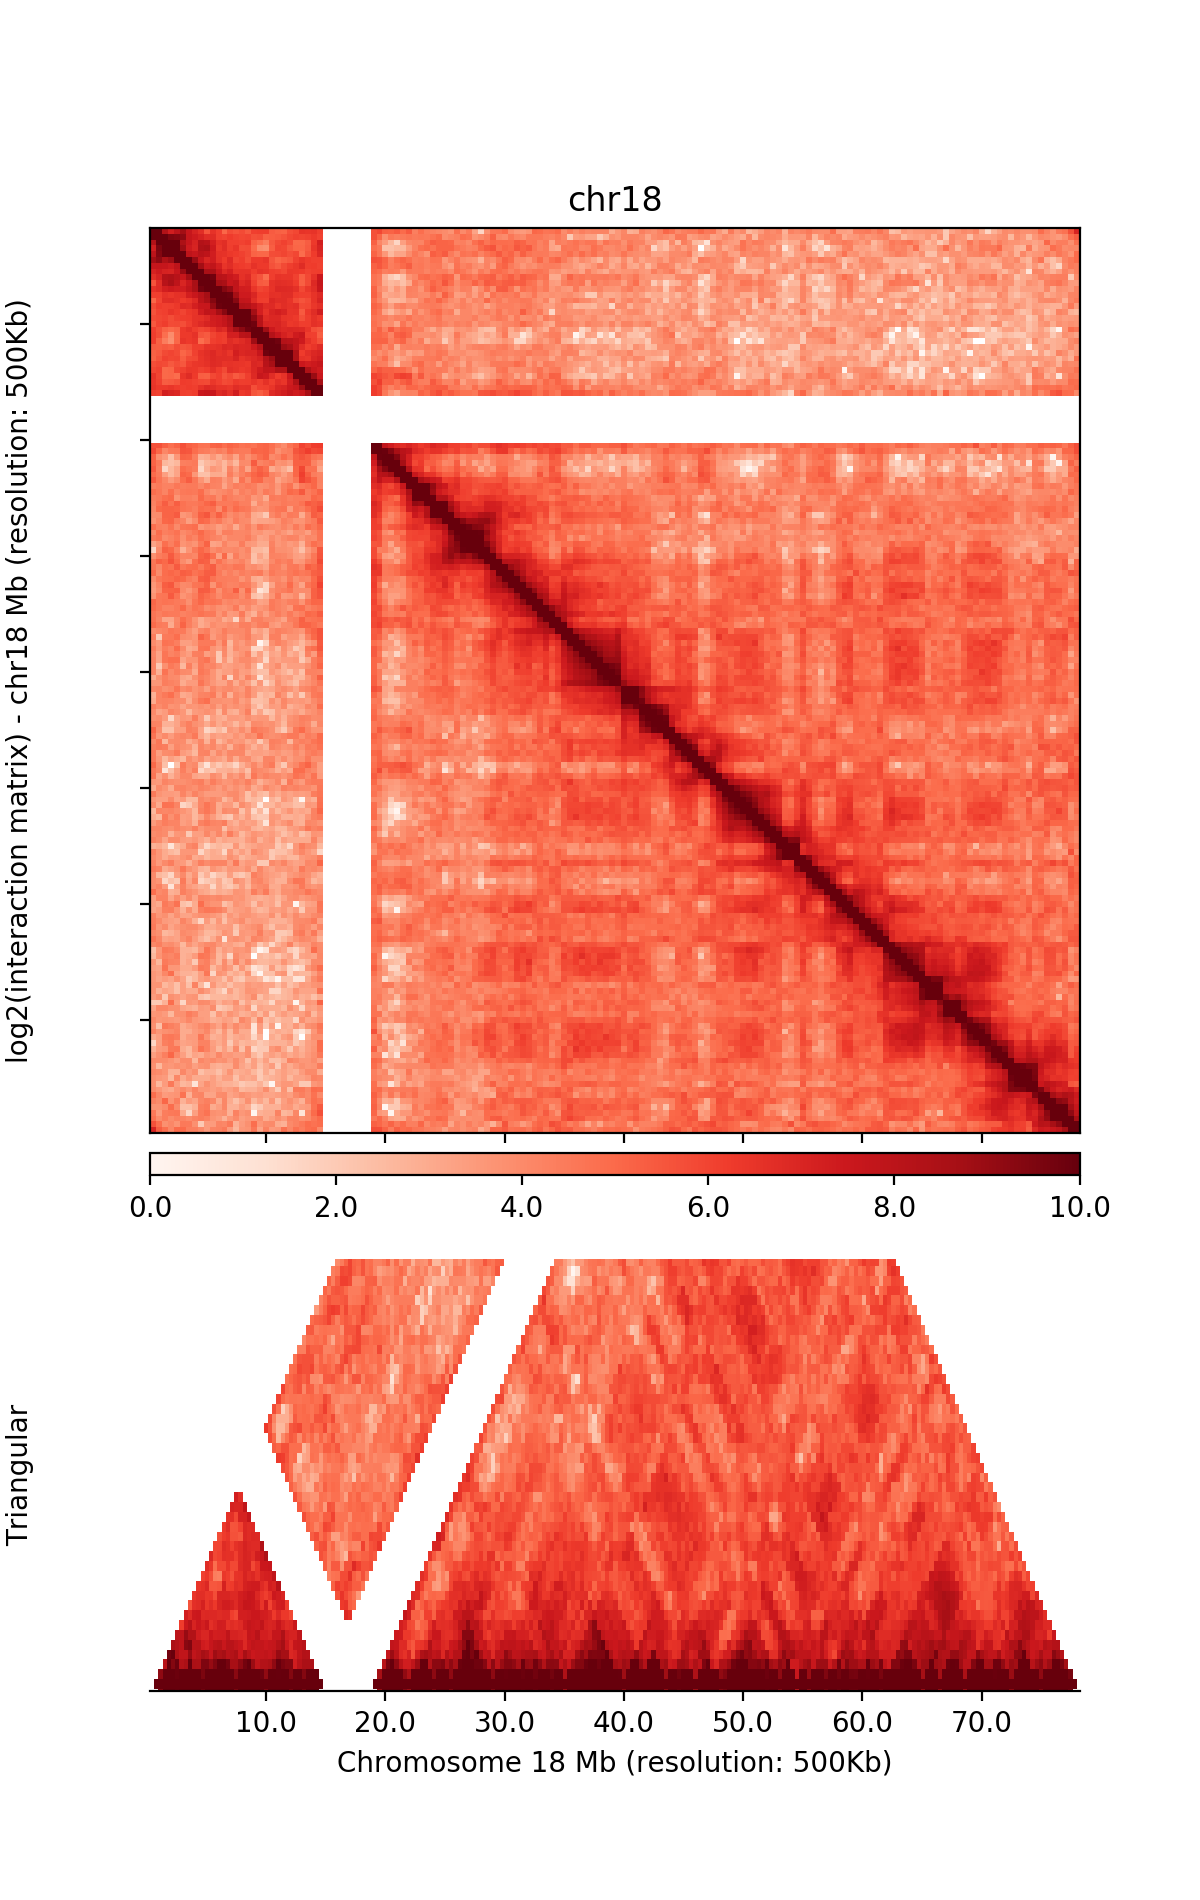 chr18
log2(interaction matrix) - chr18 Mb (resolution: 500Kb)
0.0 2.0 4.0 6.0 8.0 10.0
Triangular
10.0 20.0 30.0 40.0 50.0 60.0 70.0
Chromosome 18 Mb (resolution: 500Kb)